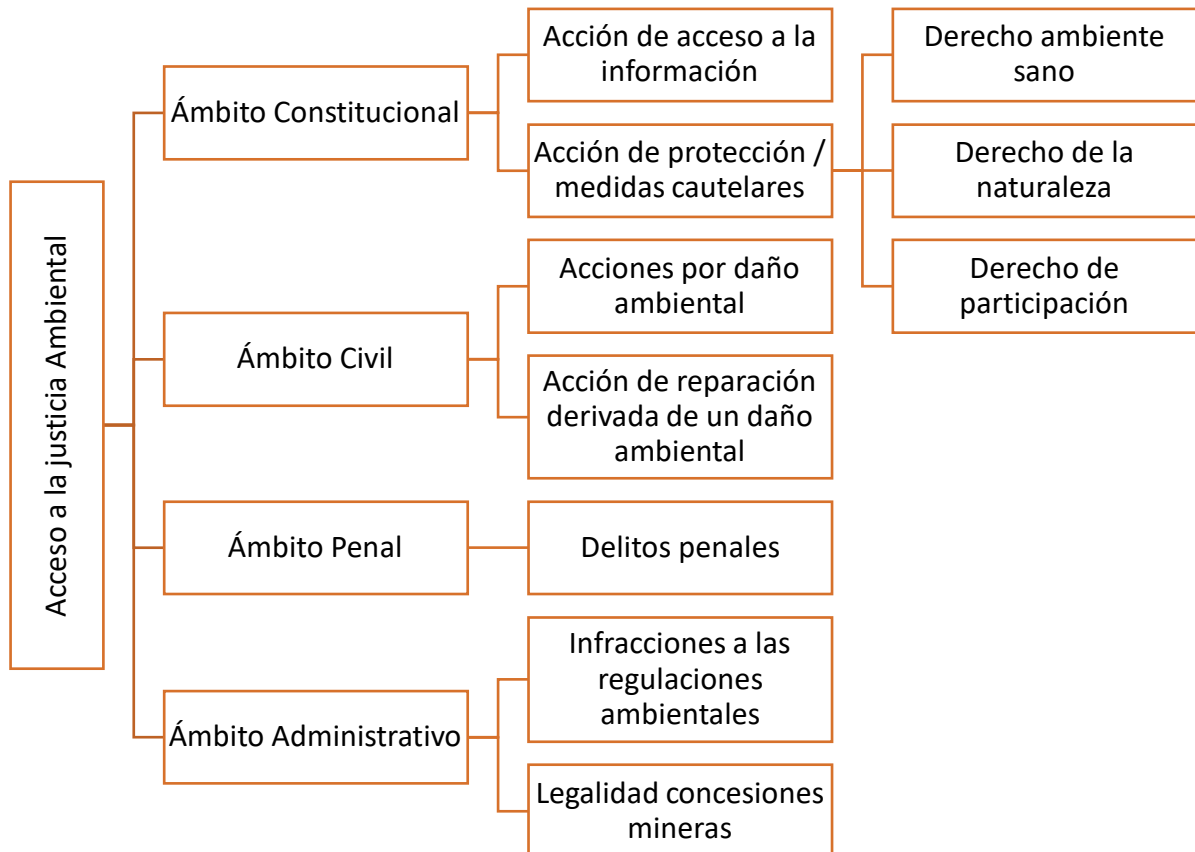 Acceso a la justicia Ambiental
Ámbito Constitucional
Acción de acceso a la
información
Acción de protección /
medidas cautelares
Derecho ambiente
sano
Derecho de la
naturaleza
Derecho de
participación
Ámbito Civil
Acciones por daño
ambiental
Acción de reparación
derivada de un daño
ambiental
Ámbito Penal
Delitos penales
Ámbito Administrativo
Infracciones a las
regulaciones
ambientales
Legalidad concesiones
mineras